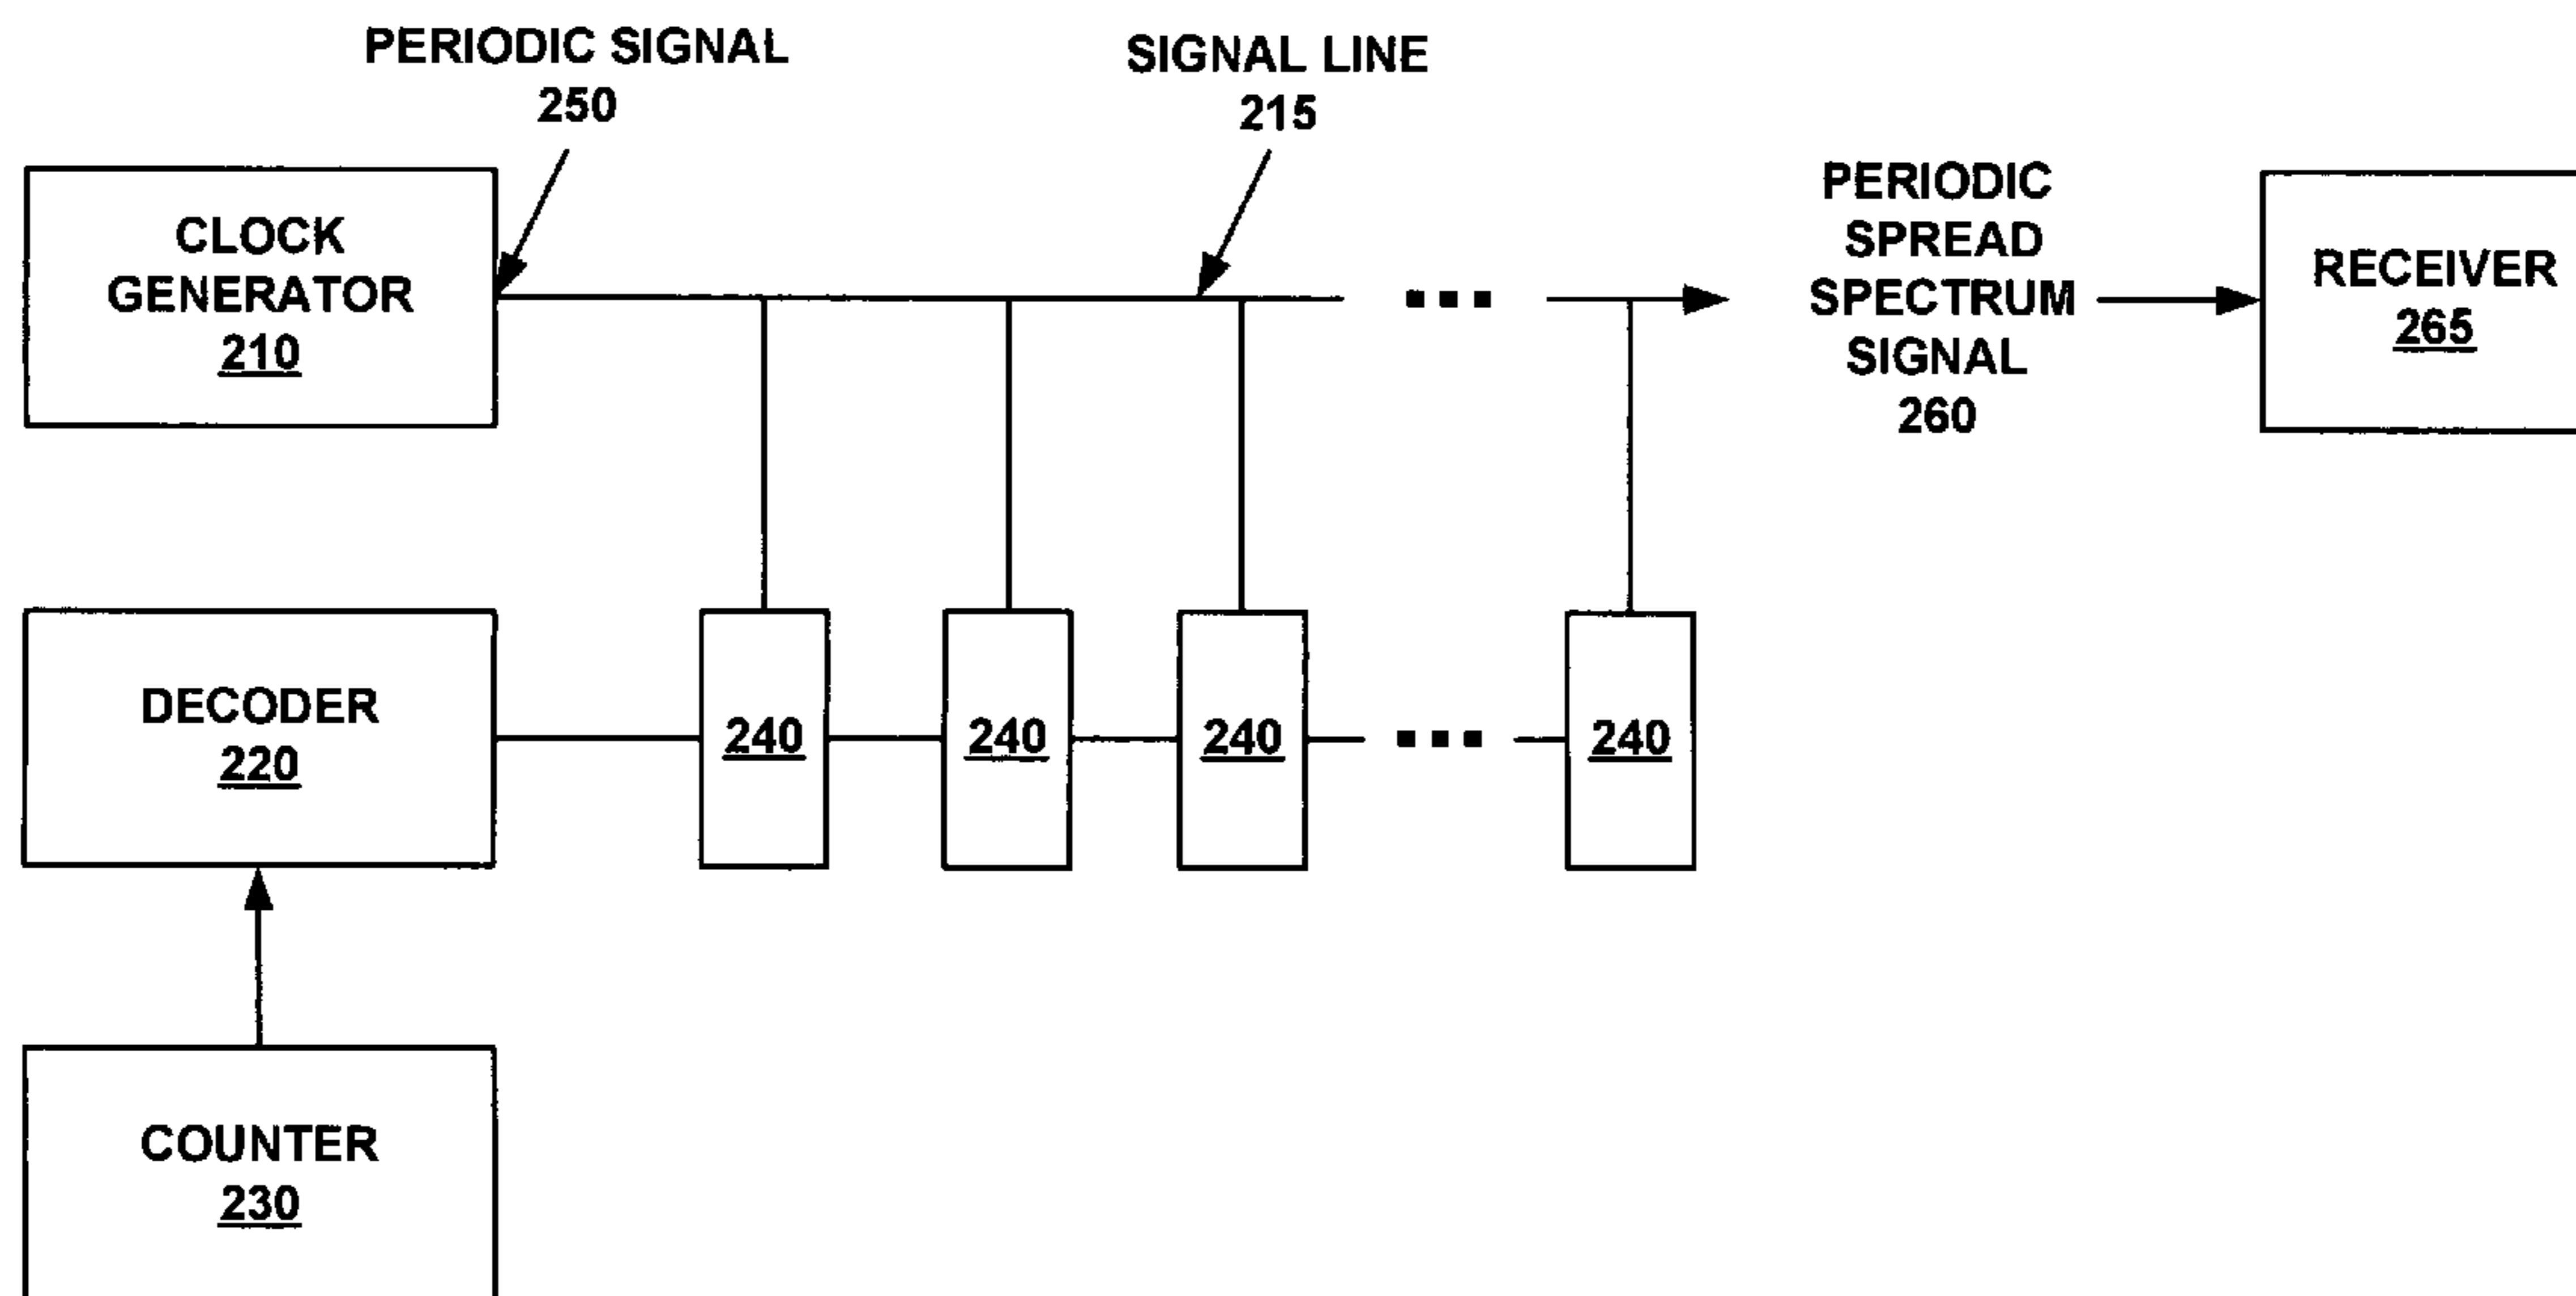 PERIODIC SIGNAL
250
SIGNAL LINE
215
CLOCK
GENERATOR
210
PERIODIC
SPREAD
SPECTRUM
SIGNAL
260
RECEIVER
265
DECODER
220
240
240
240
240
COUNTER
230